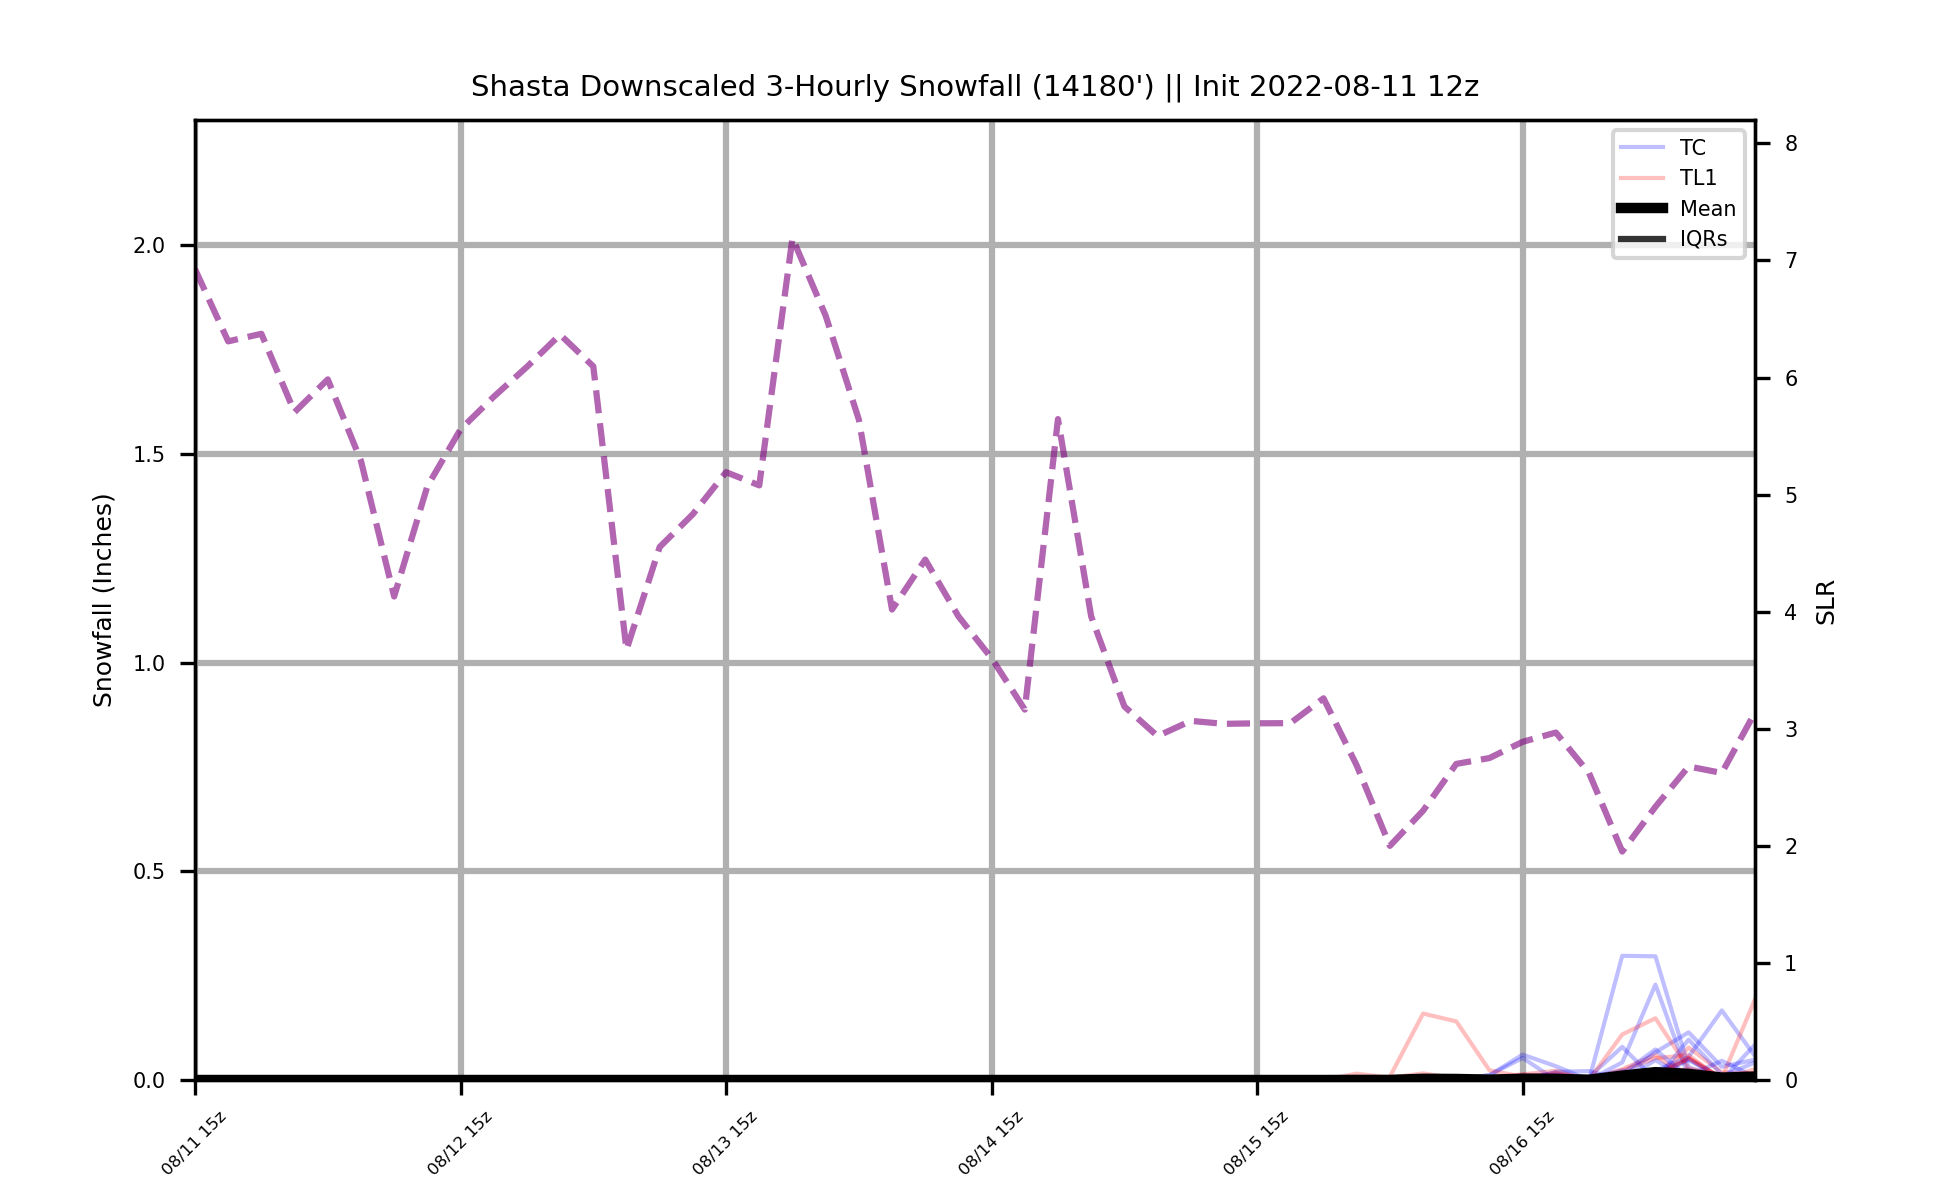 Shasta Downscaled 3-Hourly Snowfall (14180') || Init 2022-08-11 12z
TC
TL1
Mean
IQRs
Snowfall (Inches)
2.0
1.5
1.0
0.5
0.0
8
7
6
5
4
3
2
1
0
SLR
08/11 15z
08/12 15z
08/13 15z
08/14 15z
08/15 15z
08/16 15z